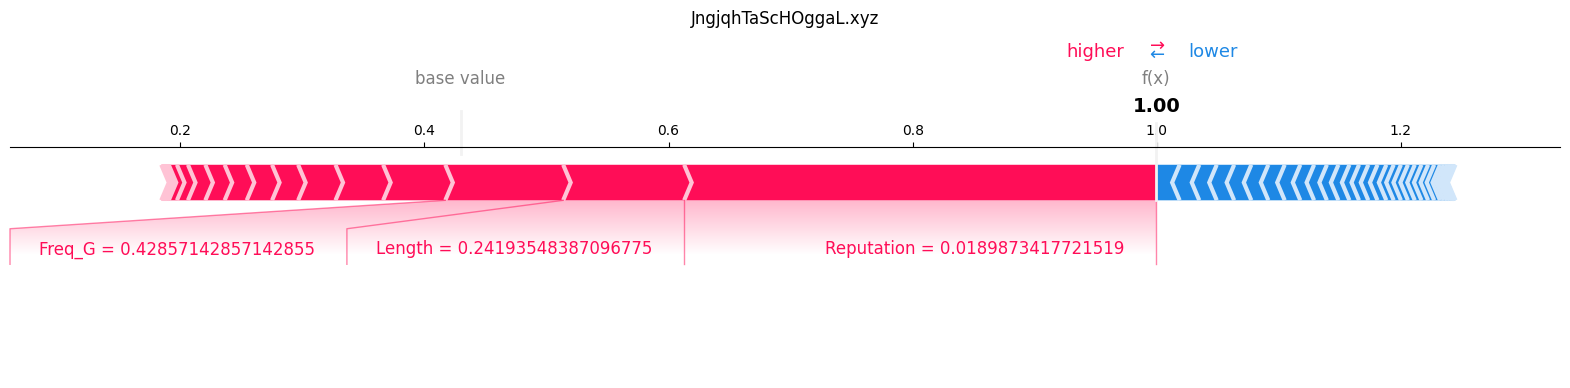 JngjqhTaScHOggaL.xyz
higher ⇄ lower
base value f(x)
1.00
0.2 0.4 0.6 0.8 1.0 1.2
Freq_G = 0.42857142857142855 Length = 0.24193548387096775 Reputation = 0.0189873417721519